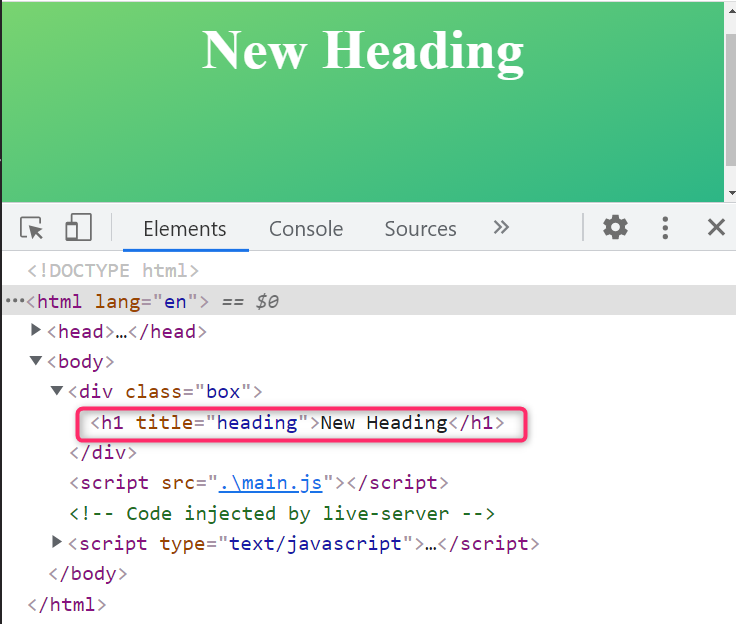 New Heading
Elements Console Sources »
<!DOCTYPE html>
···<html lang="en"> == $0
▶<head>…</head>
▼<body>
▼<div class="box">
<h1 title="heading">New Heading</h1>
</div>
<script src=".\main.js"></script>
<!-- Code injected by live-server -->
▶<script type="text/javascript">…</script>
</body>
</html>